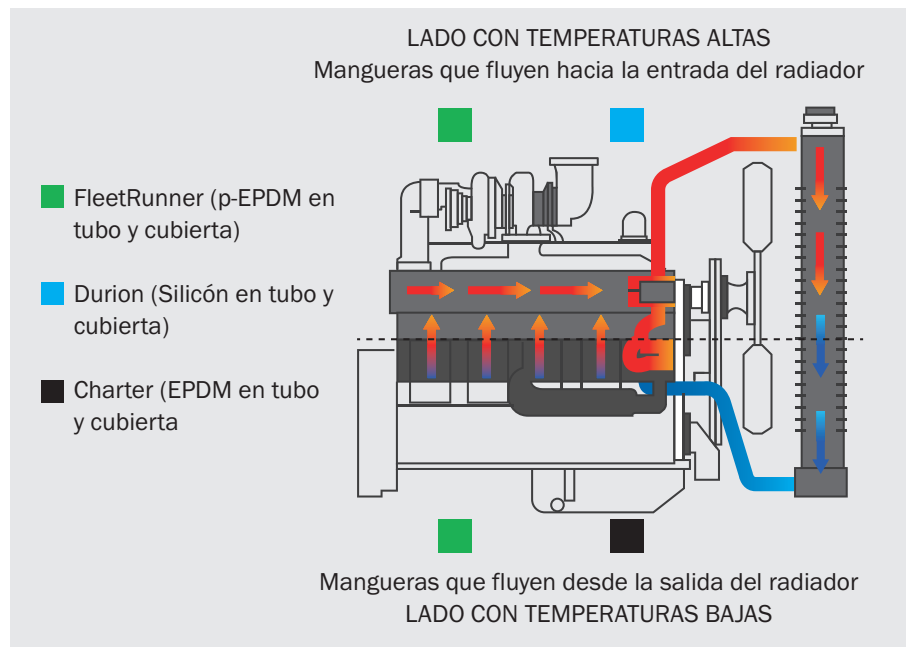 LADO CON TEMPERATURAS ALTAS
Mangueras que fluyen hacia la entrada del radiador
FleetRunner (p-EPDM en
tubo y cubierta)
Durion (Silicón en tubo y
cubierta)
Charter (EPDM en tubo
y cubierta
Mangueras que fluyen desde la salida del radiador
LADO CON TEMPERATURAS BAJAS